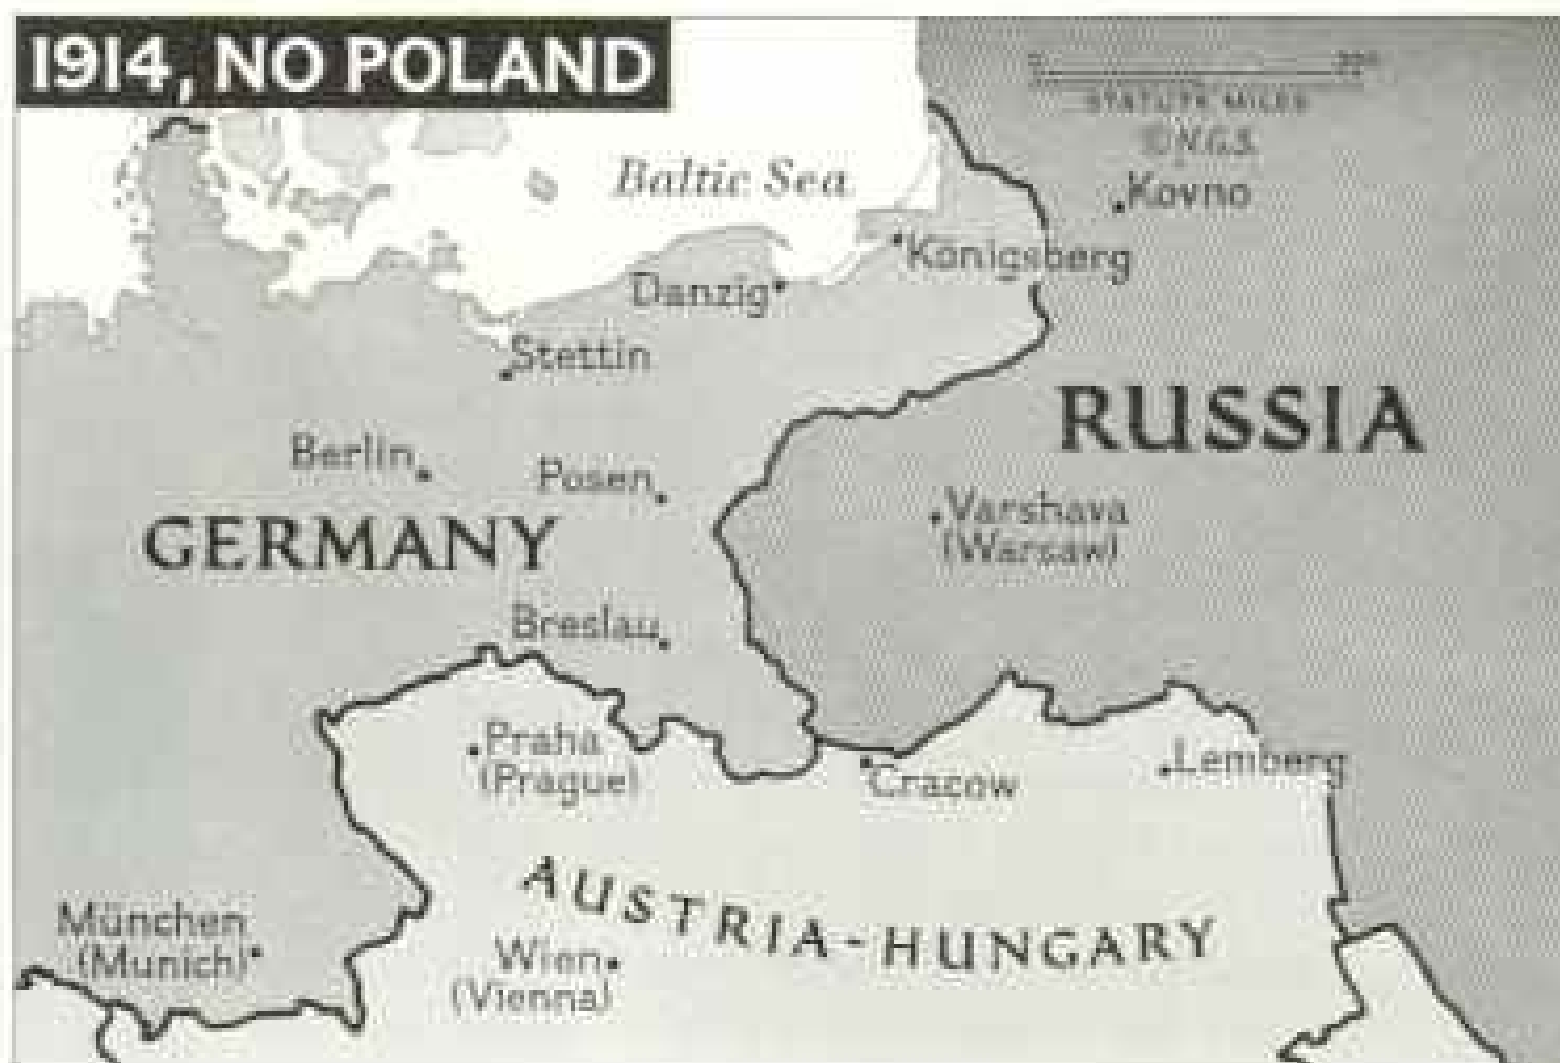 1914, NO POLAND
STATUTE MILES
© N.G.S.
Baltic Sea
Kovno
Königsberg
Danzig
Stettin
RUSSIA
Berlin
Posen
Varshava
(Warsaw)
GERMANY
Breslau
Praha
(Prague)
Cracow
Lemberg
AUSTRIA-HUNGARY
München
(Munich)
Wien
(Vienna)